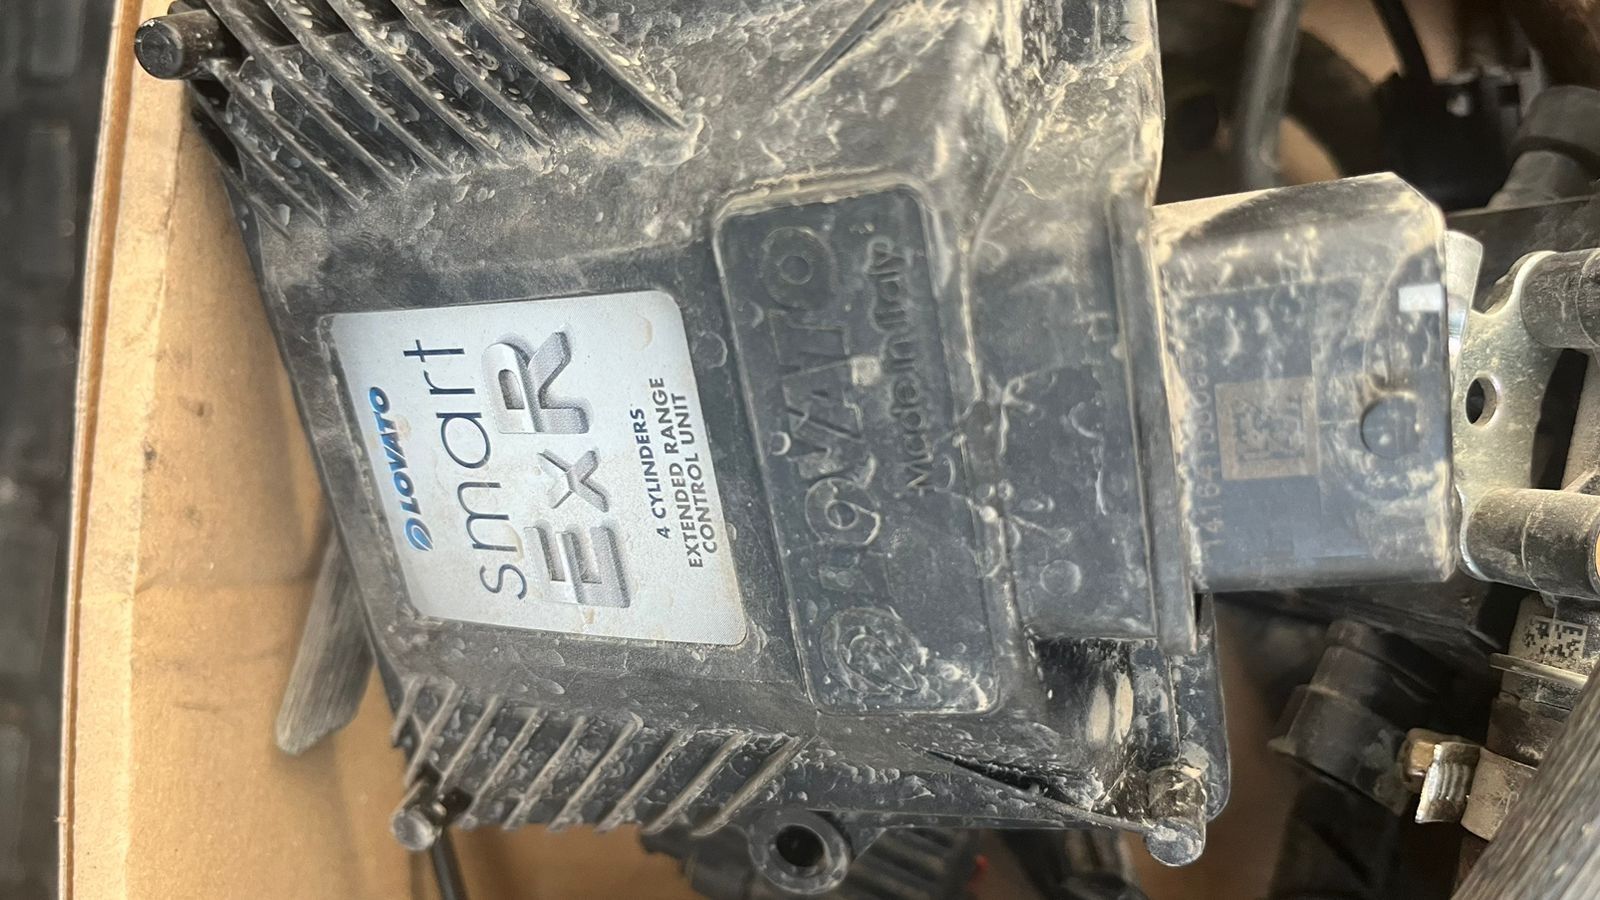 LOVATO
smart
EXR
4 CYLINDERS
EXTENDED RANGE
CONTROL UNIT
LOVATO
Made in Italy